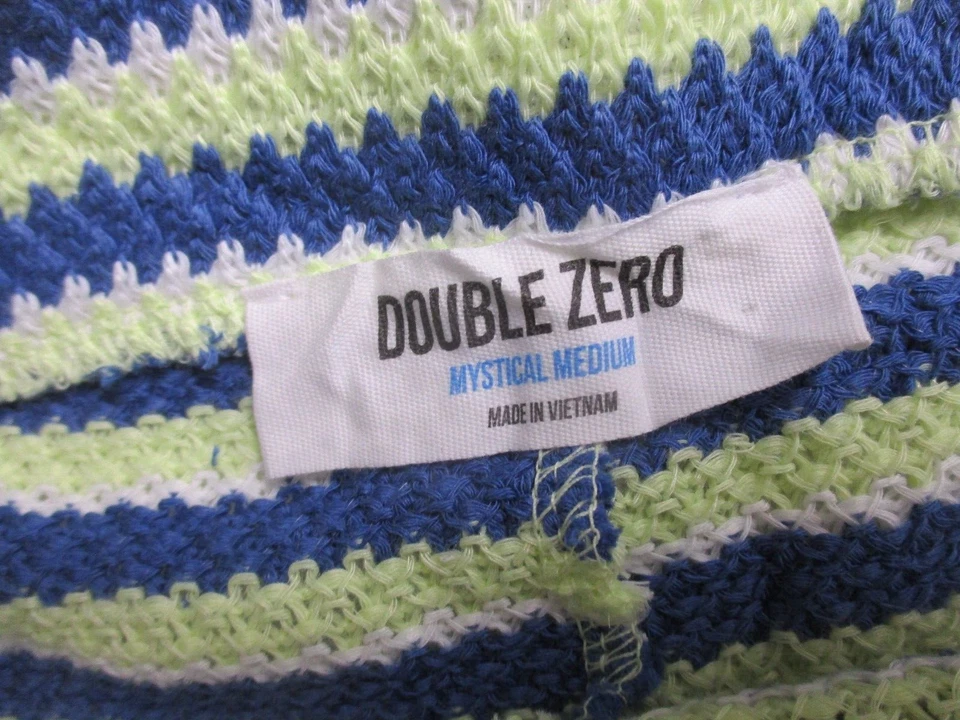 DOUBLE ZERO
MYSTICAL MEDIUM
MADE IN VIETNAM